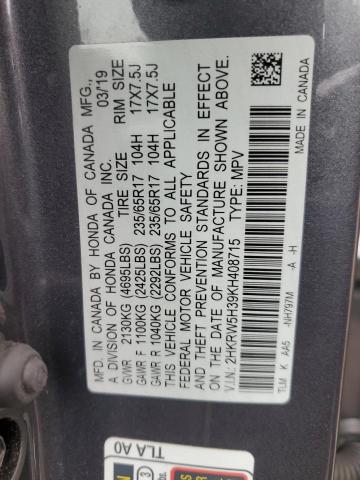 MFD. IN CANADA BY HONDA OF CANADA MFG.,
A DIVISION OF HONDA CANADA INC. 03/19
GVWR 2130KG (4695LBS) TIRE SIZE RIM SIZE
GAWR F 1100KG (2425LBS) 235/65R17 104H 17X7.5J
GAWR R 1040KG (2292LBS) 235/65R17 104H 17X7.5J
THIS VEHICLE CONFORMS TO ALL APPLICABLE
FEDERAL MOTOR VEHICLE SAFETY
AND THEFT PREVENTION STANDARDS IN EFFECT
ON THE DATE OF MANUFACTURE SHOWN ABOVE.
V.I.N.: 2HKRW5H39KH408715 TYPE: MPV
TLM K AA5 -NH797M -A -H
MADE IN CANADA
TLA A0